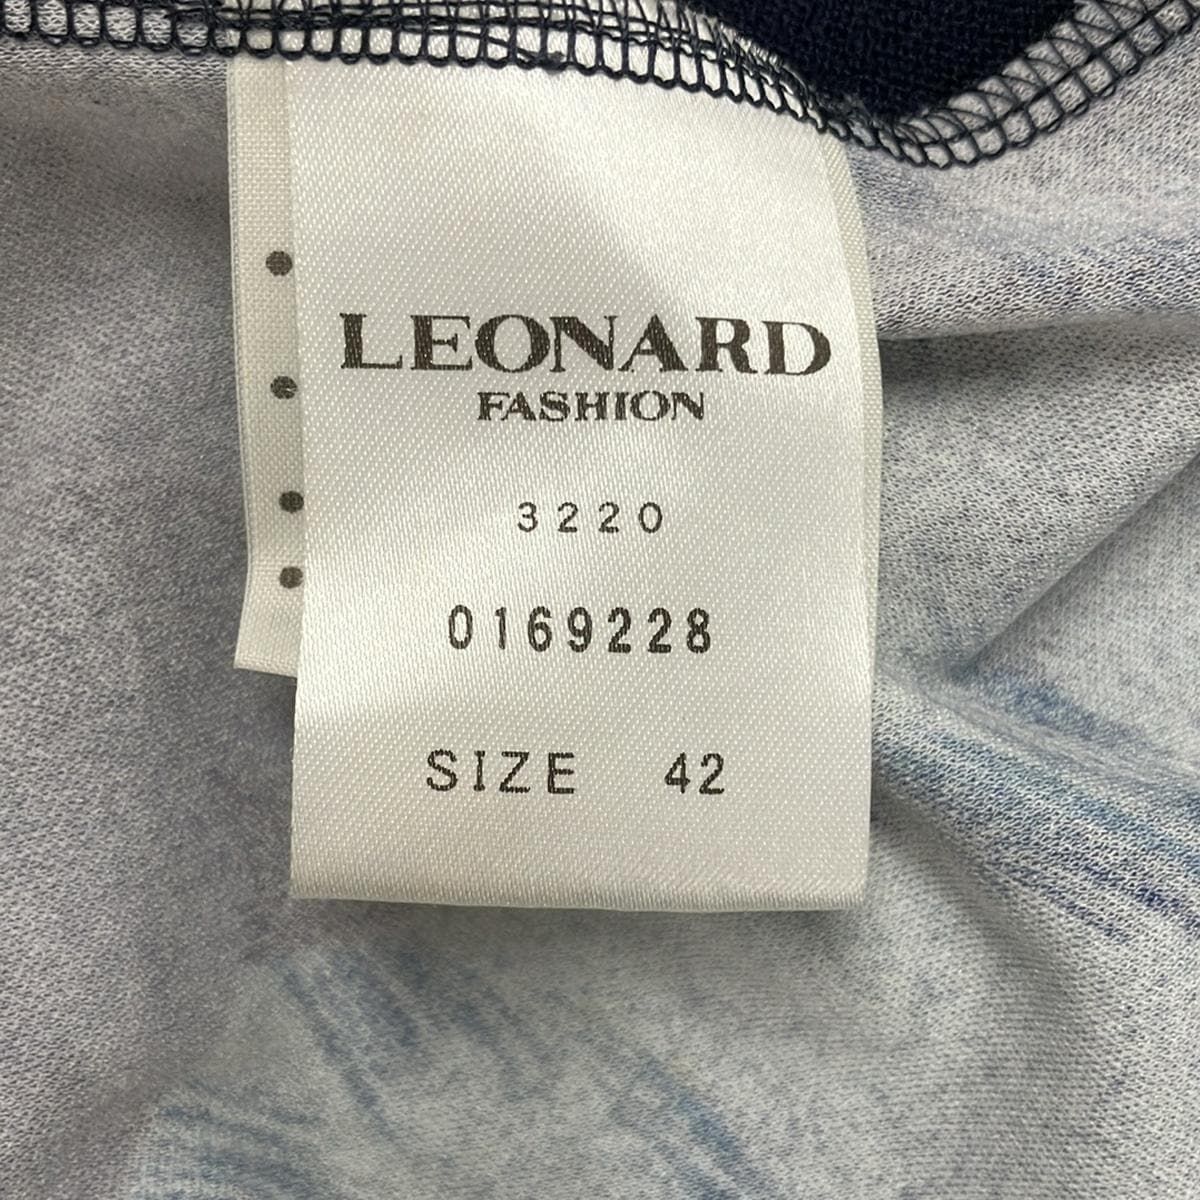 LEONARD
FASHION
3220
0169228
SIZE 42